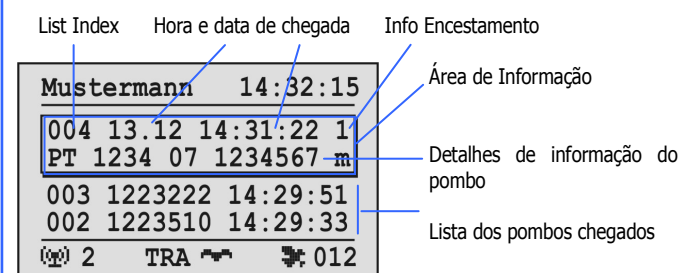 List Index
Hora e data de chegada
Info Encestamento
Mustermann 14:32:15
Área de Informação
004 13.12 14:31:22 1
PT 1234 07 1234567 m
Detalhes de informação do
pombo
003 1223222 14:29:51
002 1223510 14:29:33
Lista dos pombos chegados
2 TRA 012